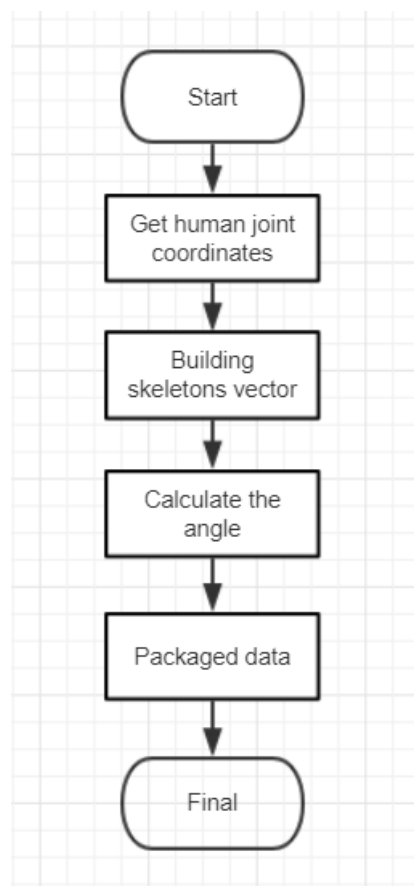 Start
Get human joint
coordinates
Building
skeletons vector
Calculate the
angle
Packaged data
Final